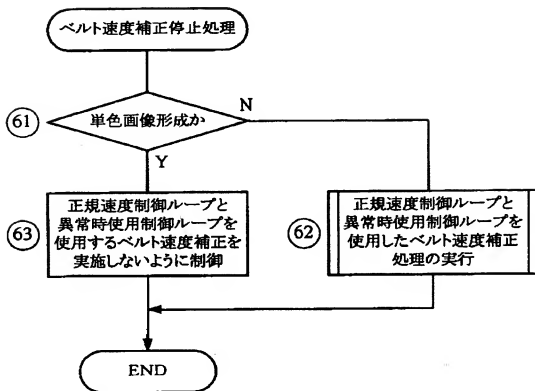 ベルト速度補正停止処理
61
単色画像形成か
N
Y
63
正規速度制御ループと
異常時使用制御ループを
使用するベルト速度補正を
実施しないように制御
62
正規速度制御ループと
異常時使用制御ループを
使用したベルト速度補正
処理の実行
END